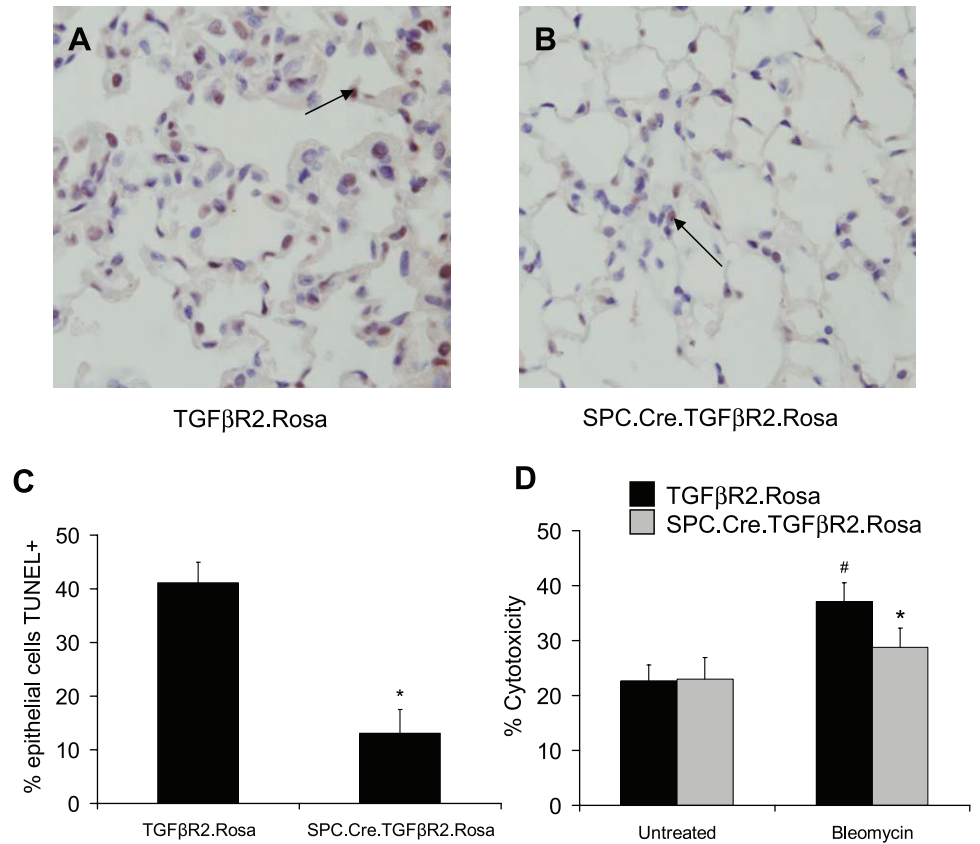 A
B
TGFβR2.Rosa
SPC.Cre.TGFβR2.Rosa
C
% epithelial cells TUNEL+
50
40
30
20
10
0
*
TGFβR2.Rosa
SPC.Cre.TGFβR2.Rosa
D
TGFβR2.Rosa
SPC.Cre.TGFβR2.Rosa
% Cytotoxicity
50
40
30
20
10
0
#
*
Untreated
Bleomycin